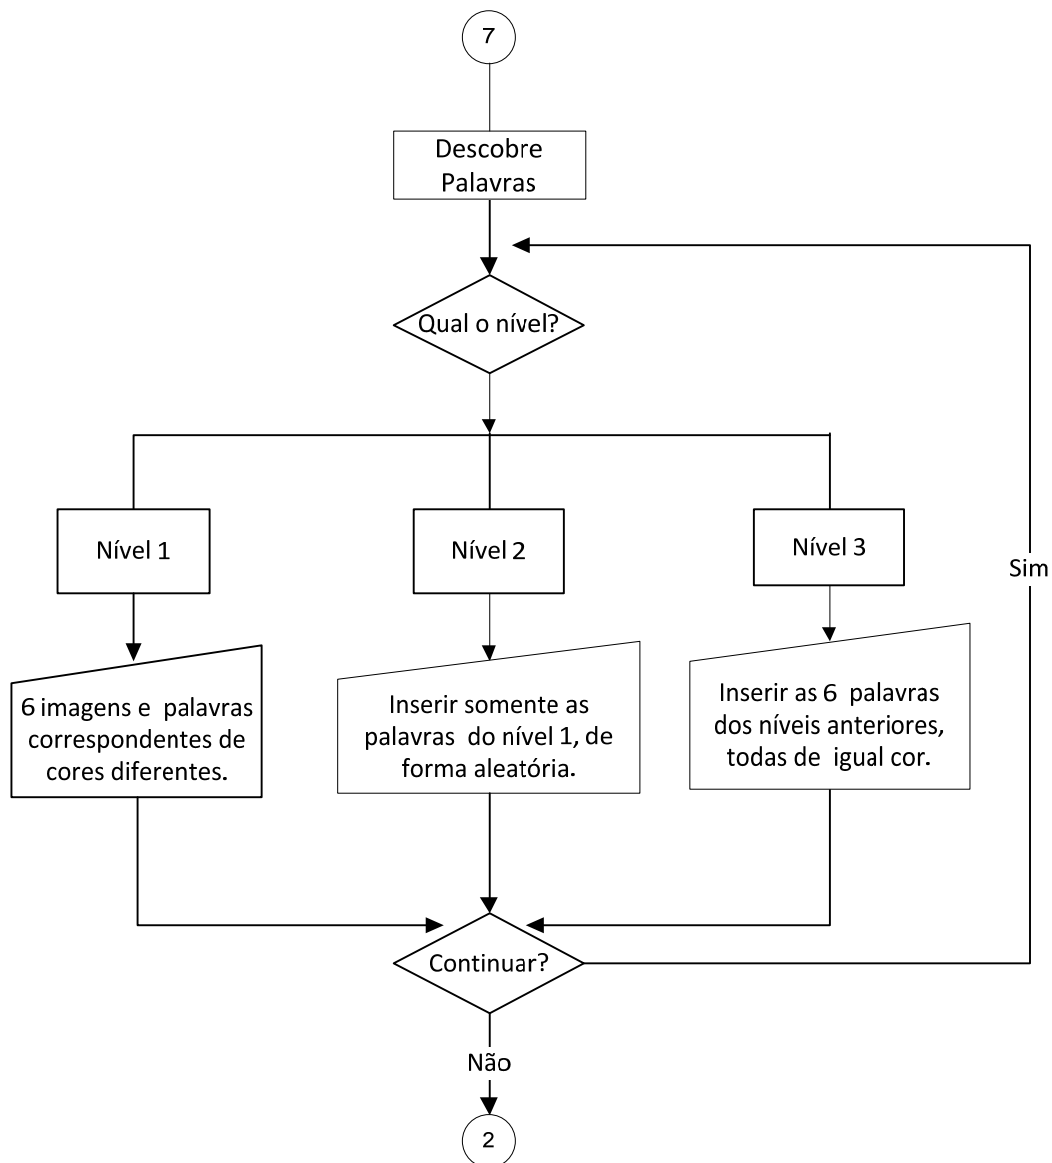 7
Descobre
Palavras
Qual o nível?
Nível 1
Nível 2
Nível 3
Sim
6 imagens e palavras
correspondentes de
cores diferentes.
Inserir somente as
palavras do nível 1, de
forma aleatória.
Inserir as 6 palavras
dos níveis anteriores,
todas de igual cor.
Continuar?
Não
2